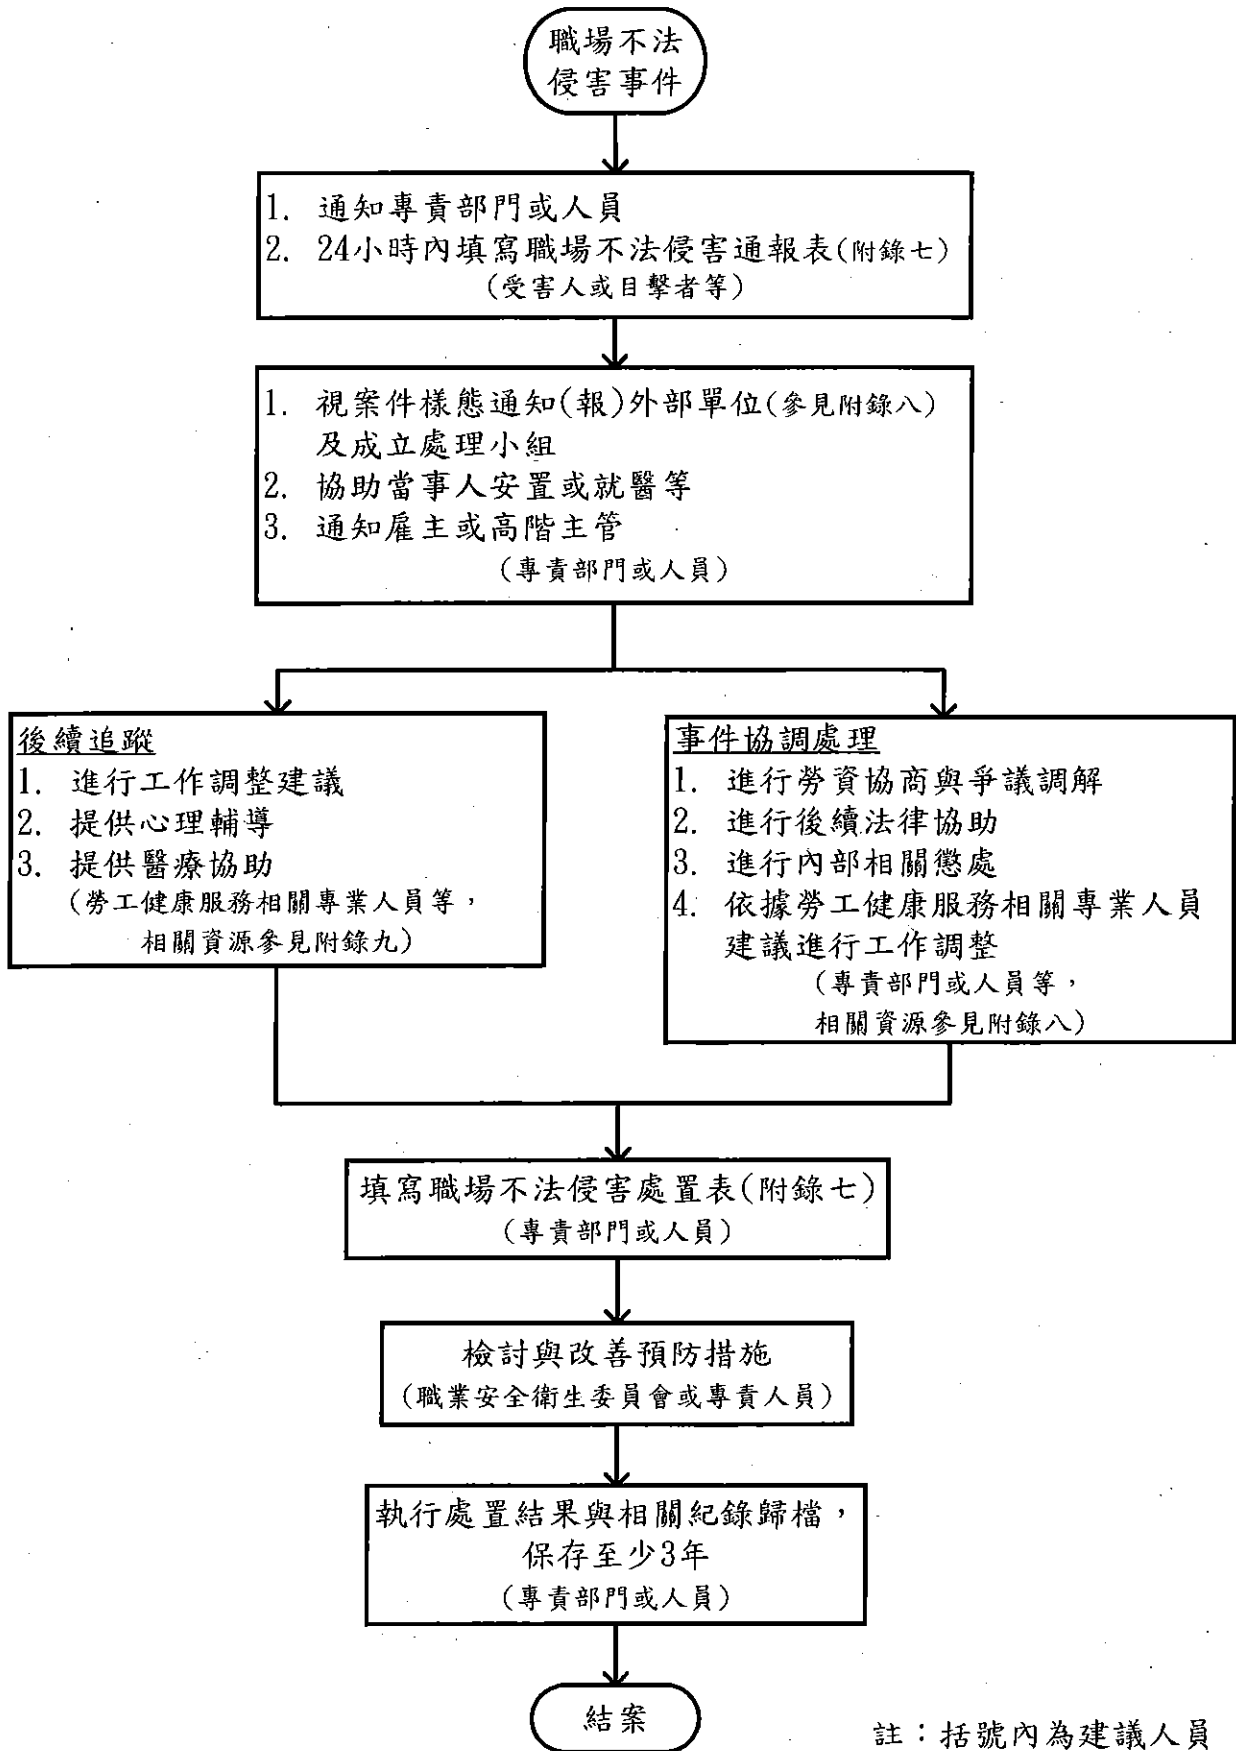 職場不法
侵害事件
1. 通知專責部門或人員
2. 24小時內填寫職場不法侵害通報表(附錄七)
(受害人或目擊者等)
1. 視案件樣態通知(報)外部單位(參見附錄八)
及成立處理小組
2. 協助當事人安置或就醫等
3. 通知雇主或高階主管
(專責部門或人員)
後續追蹤
1. 進行工作調整建議
2. 提供心理輔導
3. 提供醫療協助
(勞工健康服務相關專業人員等，
相關資源參見附錄九)
事件協調處理
1. 進行勞資協商與爭議調解
2. 進行後續法律協助
3. 進行內部相關懲處
4. 依據勞工健康服務相關專業人員
建議進行工作調整
(專責部門或人員等，
相關資源參見附錄八)
填寫職場不法侵害處置表(附錄七)
(專責部門或人員)
檢討與改善預防措施
(職業安全衛生委員會或專責人員)
執行處置結果與相關紀錄歸檔，
保存至少3年
(專責部門或人員)
結案
註：括號內為建議人員